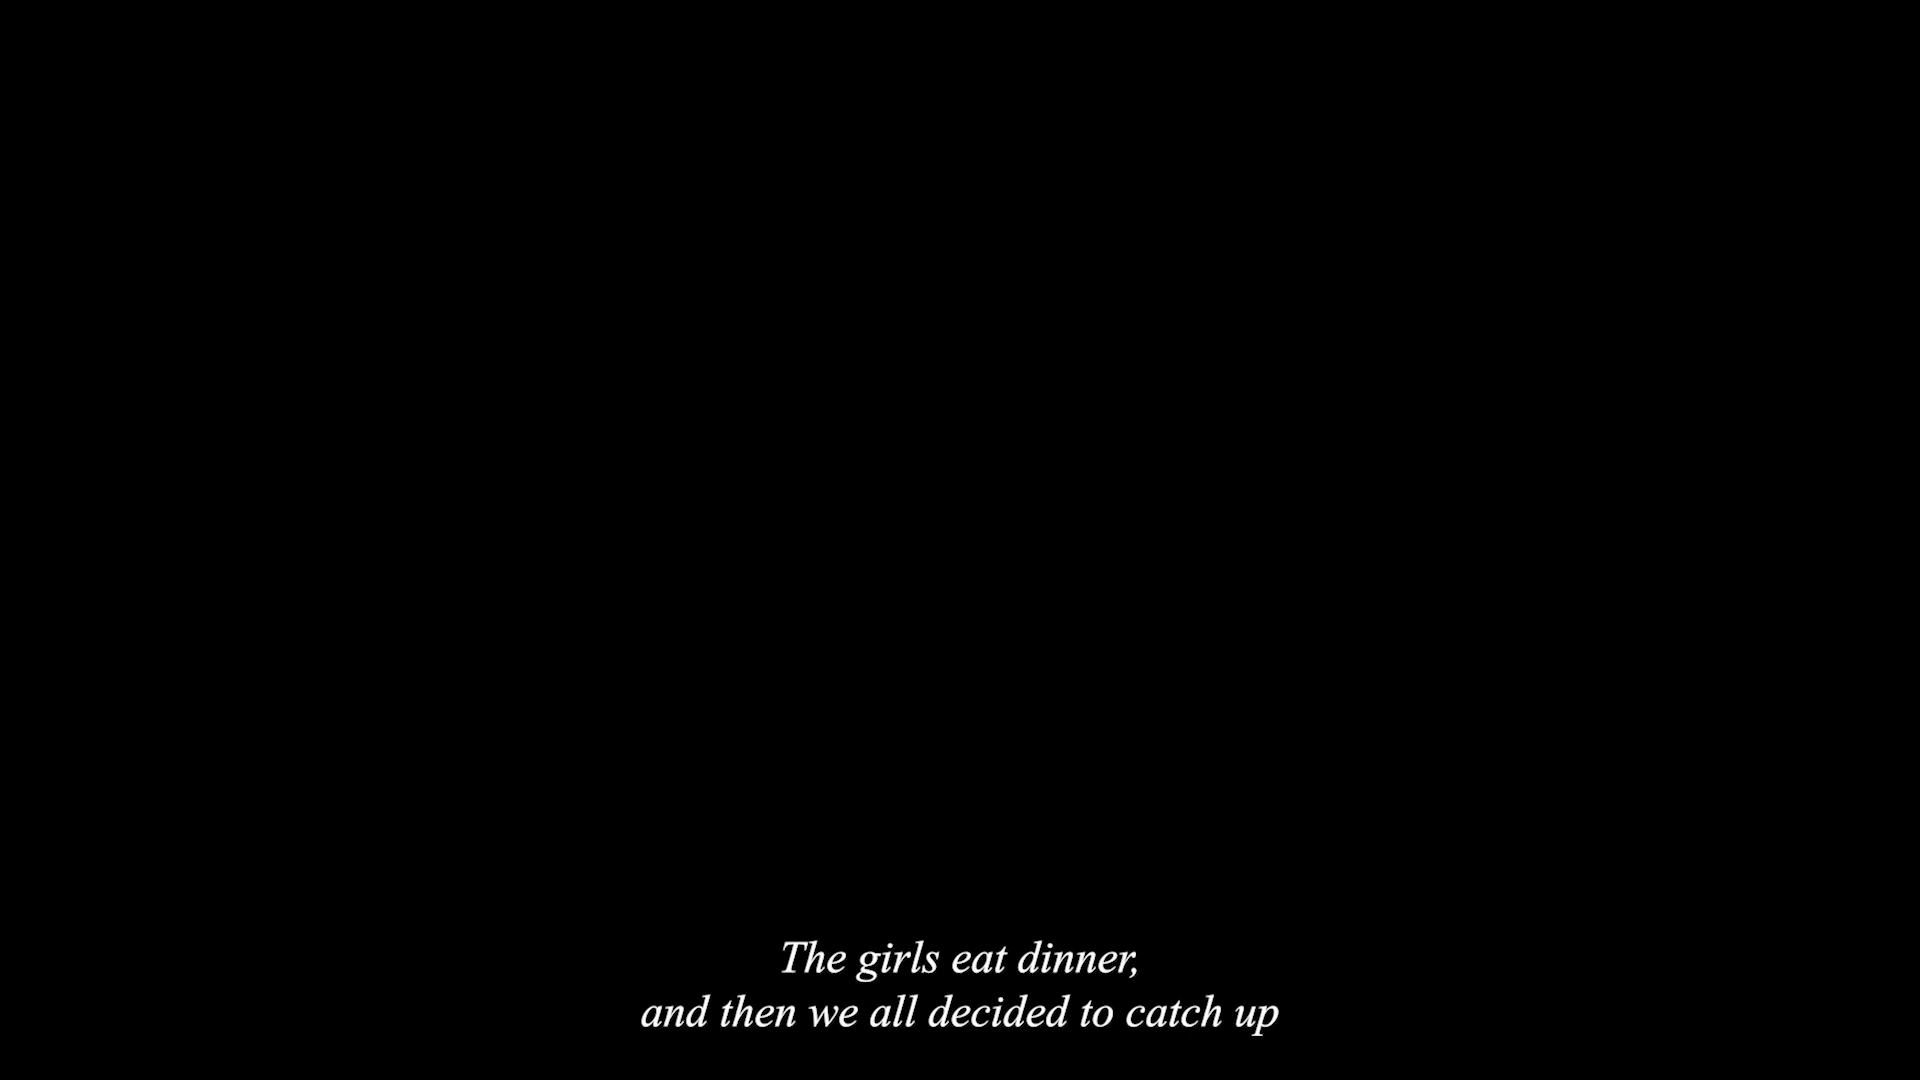 The girls eat dinner,
and then we all decided to catch up